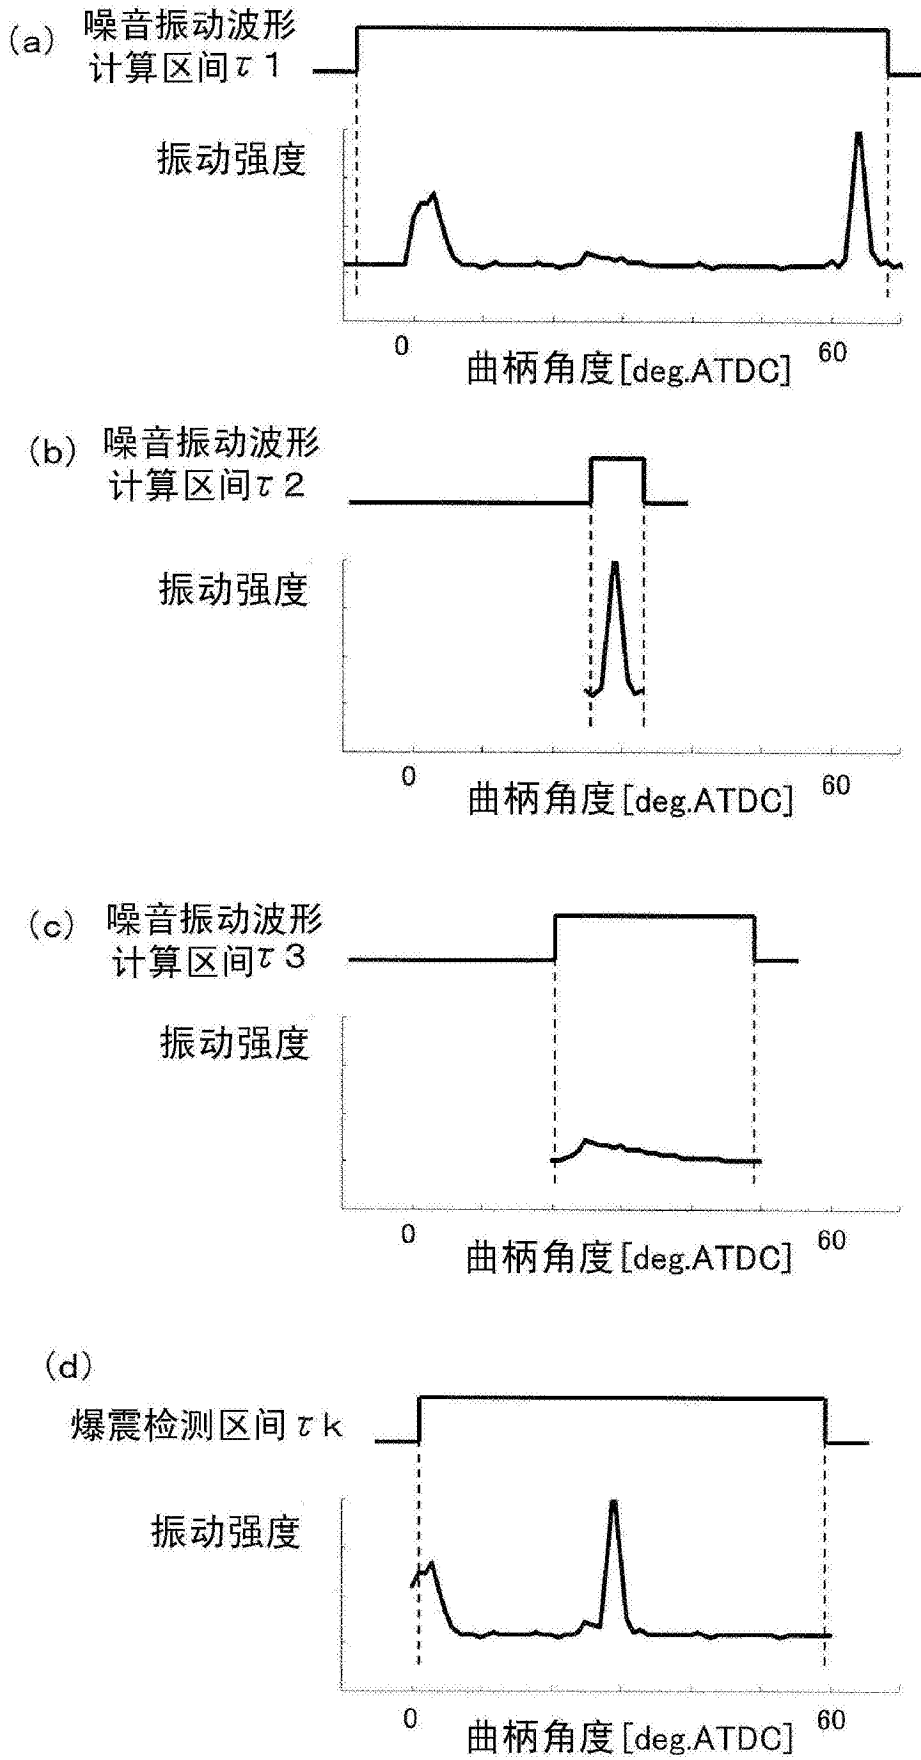 (a) 噪音振动波形
计算区间τ1
振动强度
0
60
曲柄角度[deg.ATDC]
(b) 噪音振动波形
计算区间τ2
振动强度
0
60
曲柄角度[deg.ATDC]
(c) 噪音振动波形
计算区间τ3
振动强度
0
60
曲柄角度[deg.ATDC]
(d)
爆震检测区间τk
振动强度
0
60
曲柄角度[deg.ATDC]